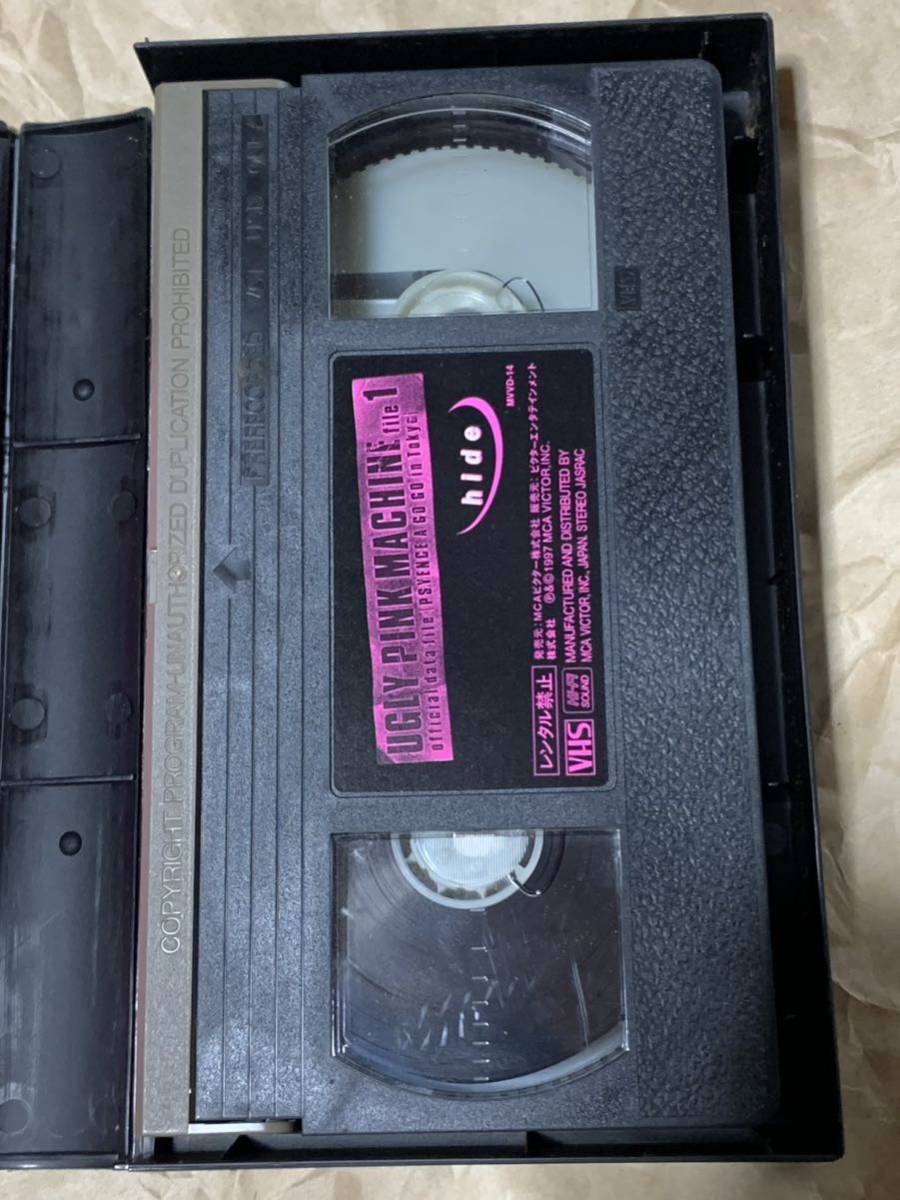 COPYRIGHT PROGRAM-UNAUTHORIZED DUPLICATION PROHIBITED
UGLY PINK MACHINE file 1
official data file [PSYENCE A GO GO in Tokyo]
hide
MVVD-14
レンタル禁止
発売元:MCAビクター株式会社 販売元:ビクターエンタテインメント
株式会社 ℗&©1997 MCA VICTOR, INC.
VHS
Hi-Fi
SOUND
MANUFACTURED AND DISTRIBUTED BY
MCA VICTOR, INC., JAPAN. STEREO JASRAC
VHS